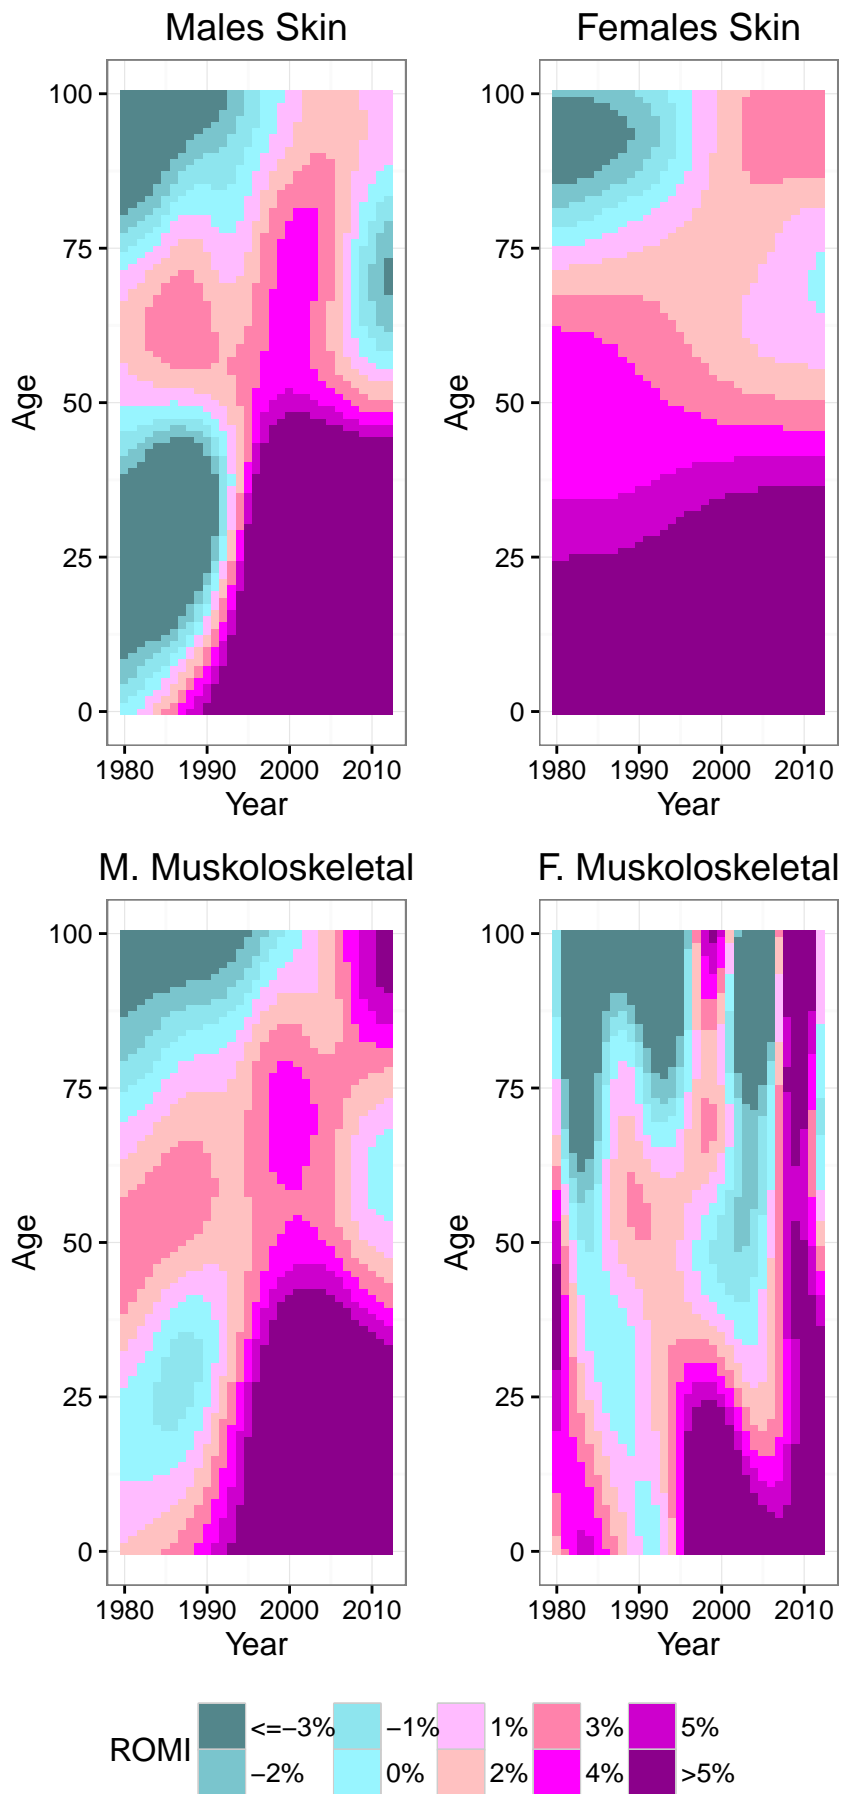 Males Skin
Females Skin
100
75
50
25
0
Age
1980 1990 2000 2010
Year
100
75
50
25
0
Age
1980 1990 2000 2010
Year
M. Muskoloskeletal
F. Muskoloskeletal
100
75
50
25
0
Age
1980 1990 2000 2010
Year
100
75
50
25
0
Age
1980 1990 2000 2010
Year
ROMI
<=−3% −1% 1% 3% 5%
−2% 0% 2% 4% >5%